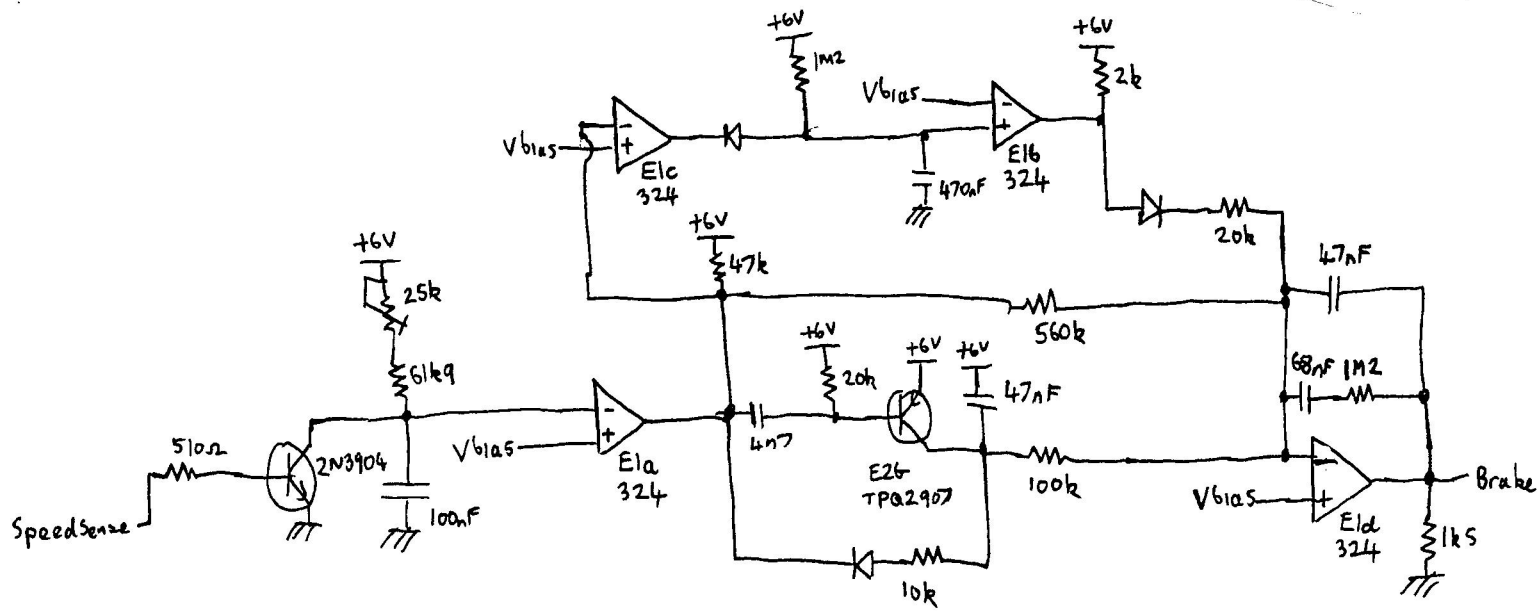 +6V
1M2
Vbias
-
+
E1c
324
470nF
Vbias
-
+
E1b
324
+6V
2k
20k
+6V
47k
560k
47nF
68nF 1M2
+6V
25k
61k9
510Ω
SpeedSense
2N3904
100nF
Vbias
-
+
E1a
324
4n7
+6V
20k
+6V
+6V
47nF
E2G
TPQ2907
100k
10k
Vbias
-
+
E1d
324
Brake
1k5